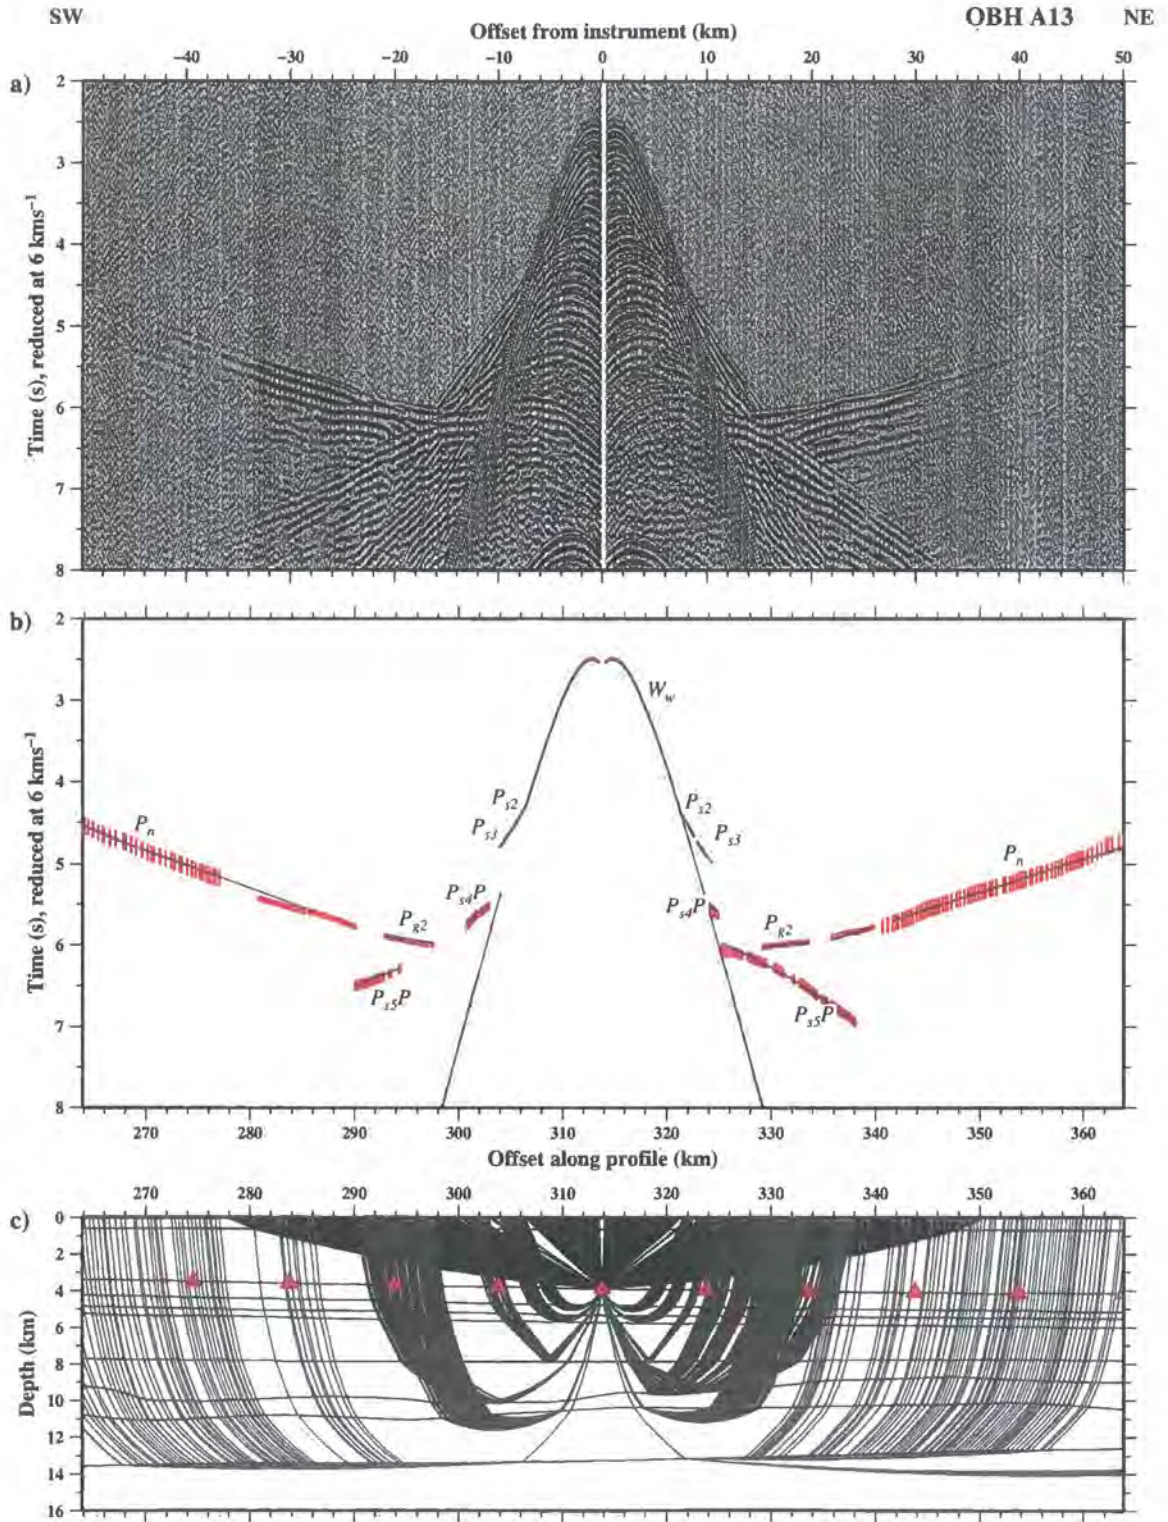 SW OBH A13 NE
Offset from instrument (km)
−40 −30 −20 −10 0 10 20 30 40 50
a)
2
3
4
5
6
7
8
Time (s), reduced at 6 kms⁻¹
b)
2
3
4
5
6
7
8
Time (s), reduced at 6 kms⁻¹
W_w
P_s2 P_s2
P_s3 P_s3
P_n P_n
P_s4P P_s4P
P_g2 P_g2
P_s5P P_s5P
270 280 290 300 310 320 330 340 350 360
Offset along profile (km)
270 280 290 300 310 320 330 340 350 360
c)
0
2
4
6
8
10
12
14
16
Depth (km)